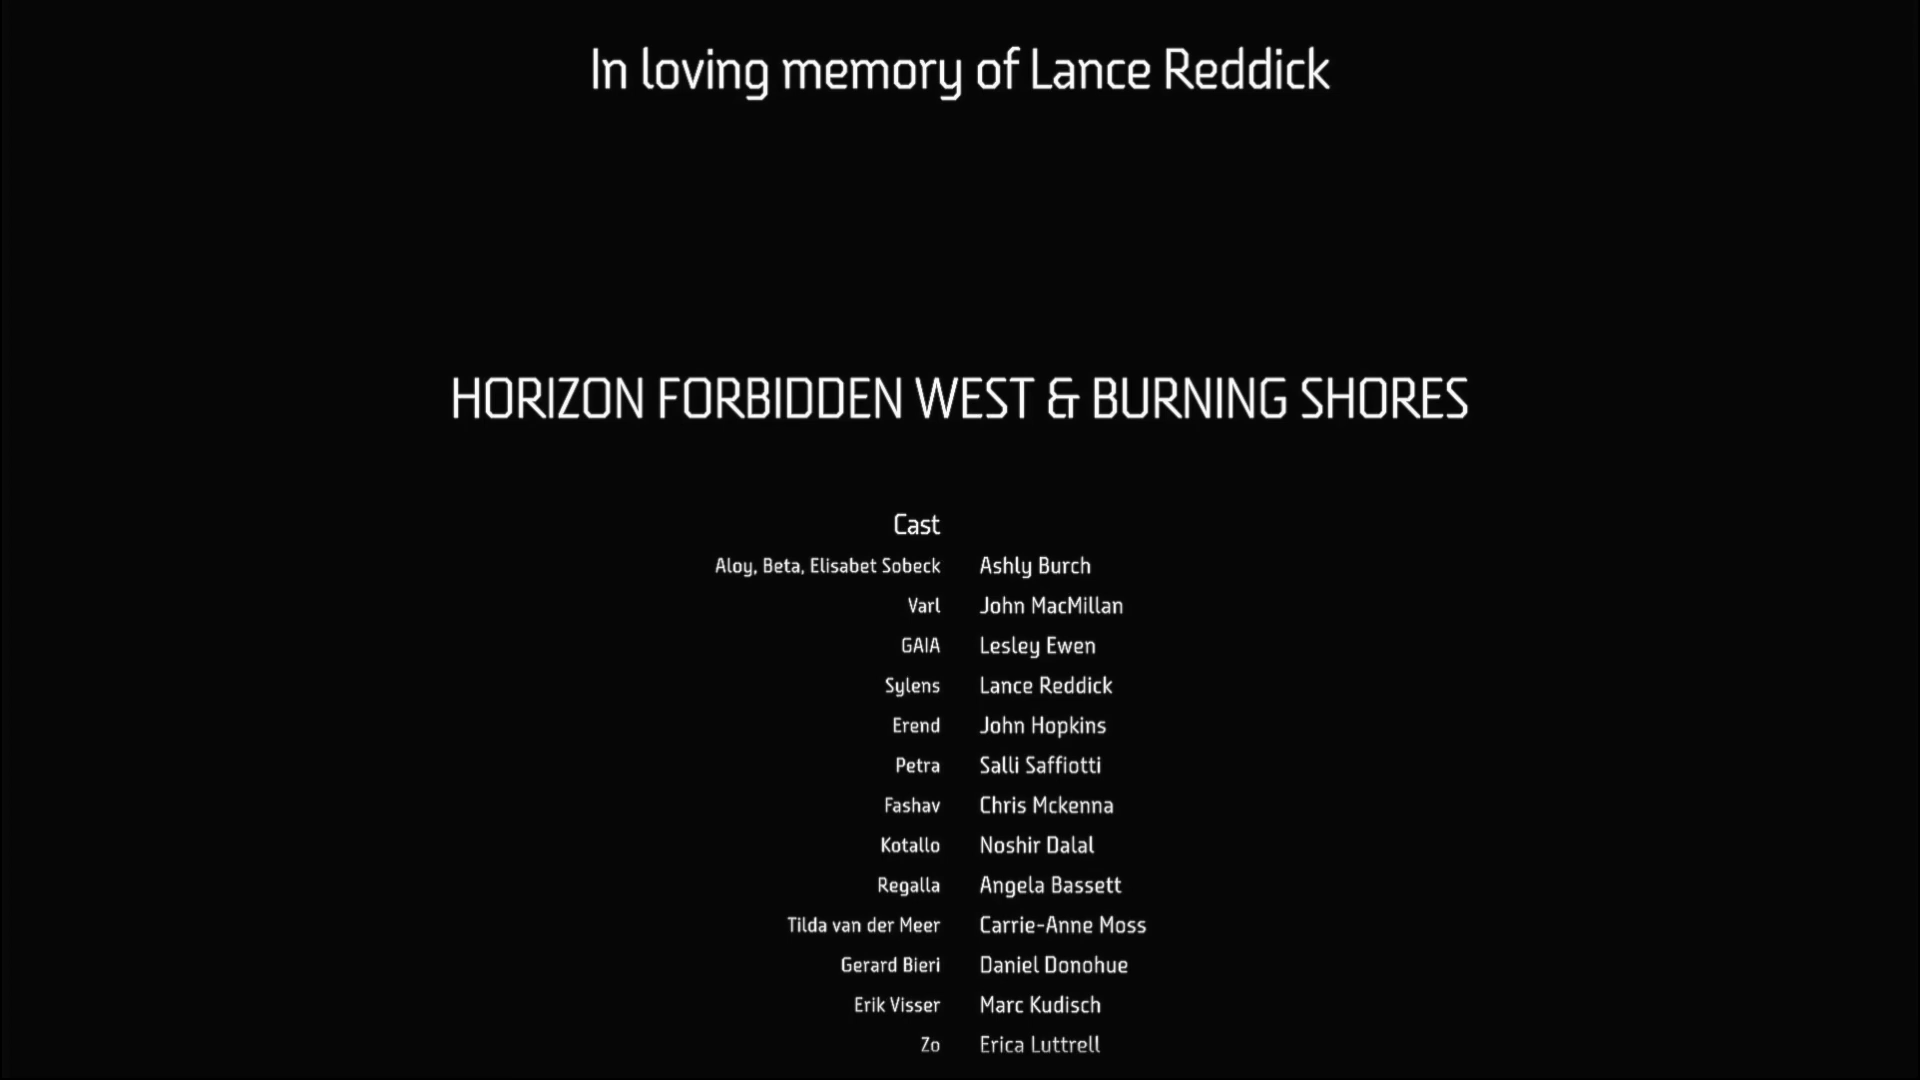 In loving memory of Lance Reddick
HORIZON FORBIDDEN WEST & BURNING SHORES
Cast
Aloy, Beta, Elisabet Sobeck Ashly Burch
Varl John MacMillan
GAIA Lesley Ewen
Sylens Lance Reddick
Erend John Hopkins
Petra Salli Saffiotti
Fashav Chris Mckenna
Kotallo Noshir Dalal
Regalla Angela Bassett
Tilda van der Meer Carrie-Anne Moss
Gerard Bieri Daniel Donohue
Erik Visser Marc Kudisch
Zo Erica Luttrell